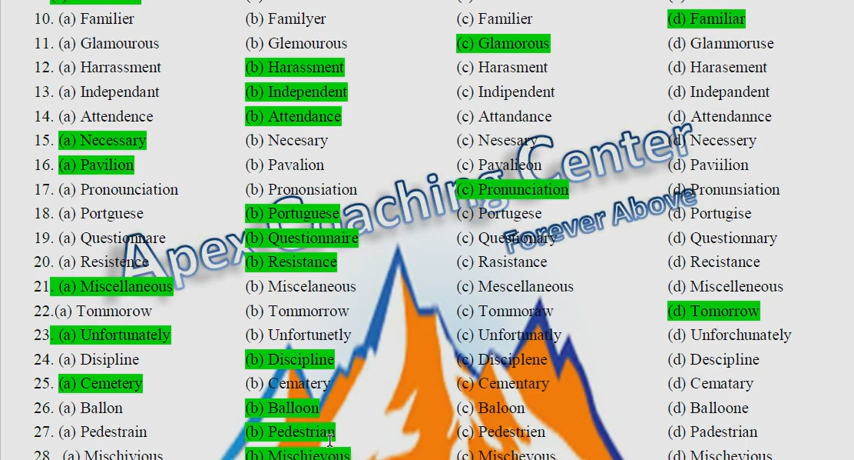 10. (a) Familier (b) Familyer (c) Familier (d) Familiar
11. (a) Glamourous (b) Glemourous (c) Glamorous (d) Glammoruse
12. (a) Harrassment (b) Harassment (c) Harasment (d) Harasement
13. (a) Independant (b) Independent (c) Indipendent (d) Indepandent
14. (a) Attendence (b) Attendance (c) Attandance (d) Attendannce
15. (a) Necessary (b) Necesary (c) Nesesary (d) Necessery
16. (a) Pavilion (b) Pavalion (c) Pavalieon (d) Paviilion
17. (a) Pronounciation (b) Prononsiation (c) Pronunciation (d) Pronunsiation
18. (a) Portguese (b) Portuguese (c) Portugese (d) Portugise
19. (a) Questionnare (b) Questionnaire (c) Questionary (d) Questionnary
20. (a) Resistence (b) Resistance (c) Rasistance (d) Recistance
21. (a) Miscellaneous (b) Miscelaneous (c) Mescellaneous (d) Miscelleneous
22.(a) Tommorow (b) Tommorrow (c) Tommoraw (d) Tomorrow
23. (a) Unfortunately (b) Unfortunetly (c) Unfortunatly (d) Unforchunately
24. (a) Disipline (b) Discipline (c) Disciplene (d) Descipline
25. (a) Cemetery (b) Cematery (c) Cementary (d) Cematary
26. (a) Ballon (b) Balloon (c) Baloon (d) Balloone
27. (a) Pedestrain (b) Pedestrian (c) Pedestrien (d) Padestrian
28. (a) Mischivious (b) Mischievous (c) Mischevous (d) Mischevious
Apex Coaching Center
Forever Above